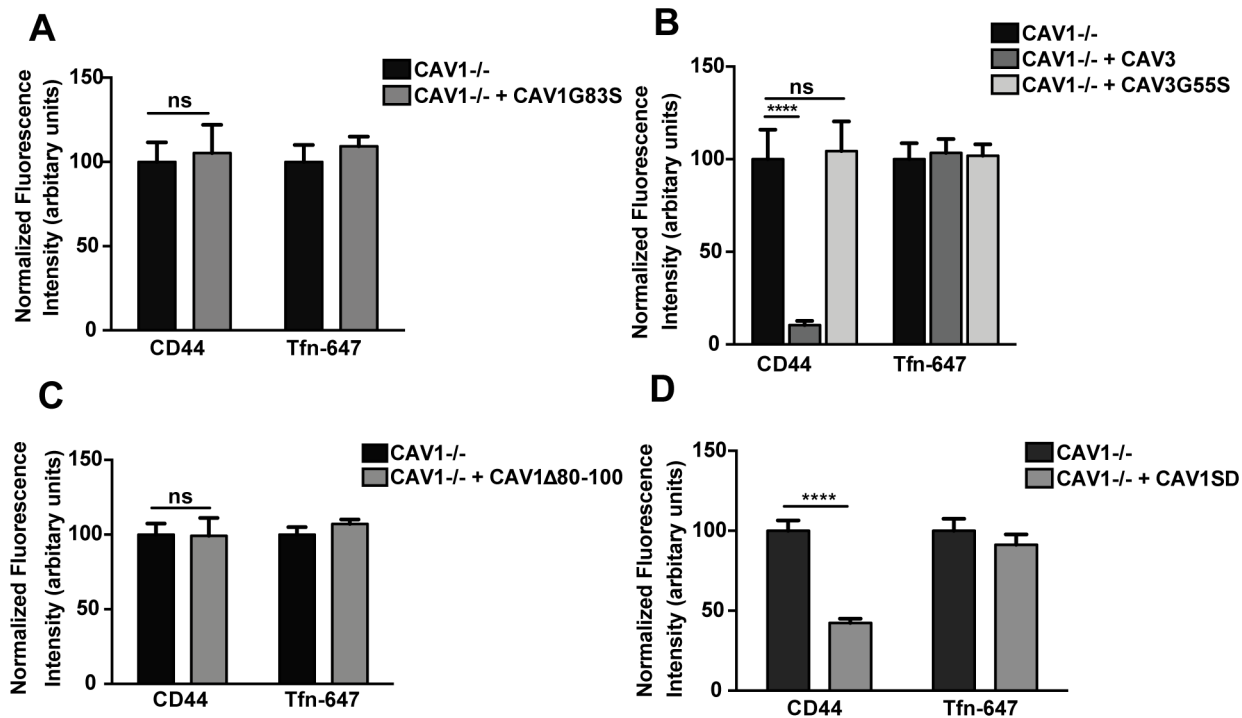 A
CAV1-/-
CAV1-/- + CAV1G83S
Normalized Fluorescence
Intensity (arbitary units)
150
100
50
0
ns
CD44
Tfn-647
B
CAV1-/-
CAV1-/- + CAV3
CAV1-/- + CAV3G55S
Normalized Fluorescence
Intensity (arbitary units)
150
100
50
0
ns
****
CD44
Tfn-647
C
CAV1-/-
CAV1-/- + CAV1Δ80-100
Normalized Fluorescence
Intensity (arbitary units)
150
100
50
0
ns
CD44
Tfn-647
D
CAV1-/-
CAV1-/- + CAV1SD
Normalized Fluorescence
Intensity (arbitary units)
150
100
50
0
****
CD44
Tfn-647